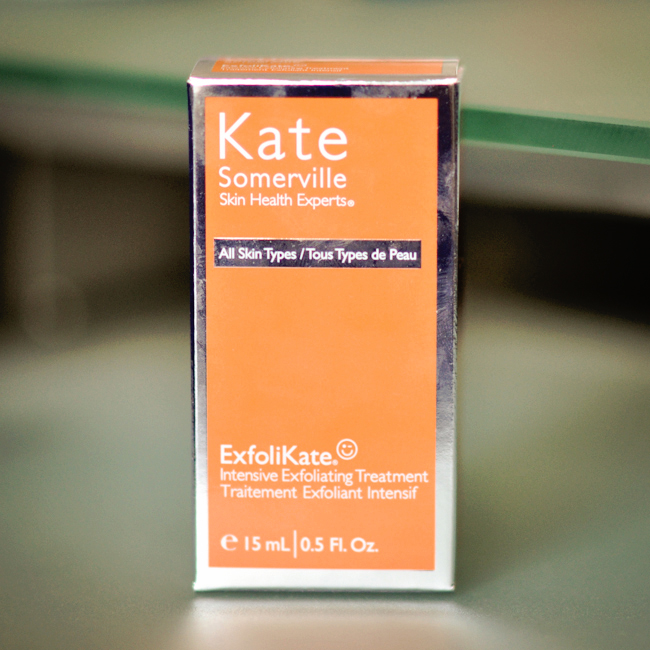 Kate
Somerville
Skin Health Experts®
All Skin Types / Tous Types de Peau
ExfoliKate®
Intensive Exfoliating Treatment
Traitement Exfoliant Intensif
℮ 15 mL | 0.5 Fl. Oz.